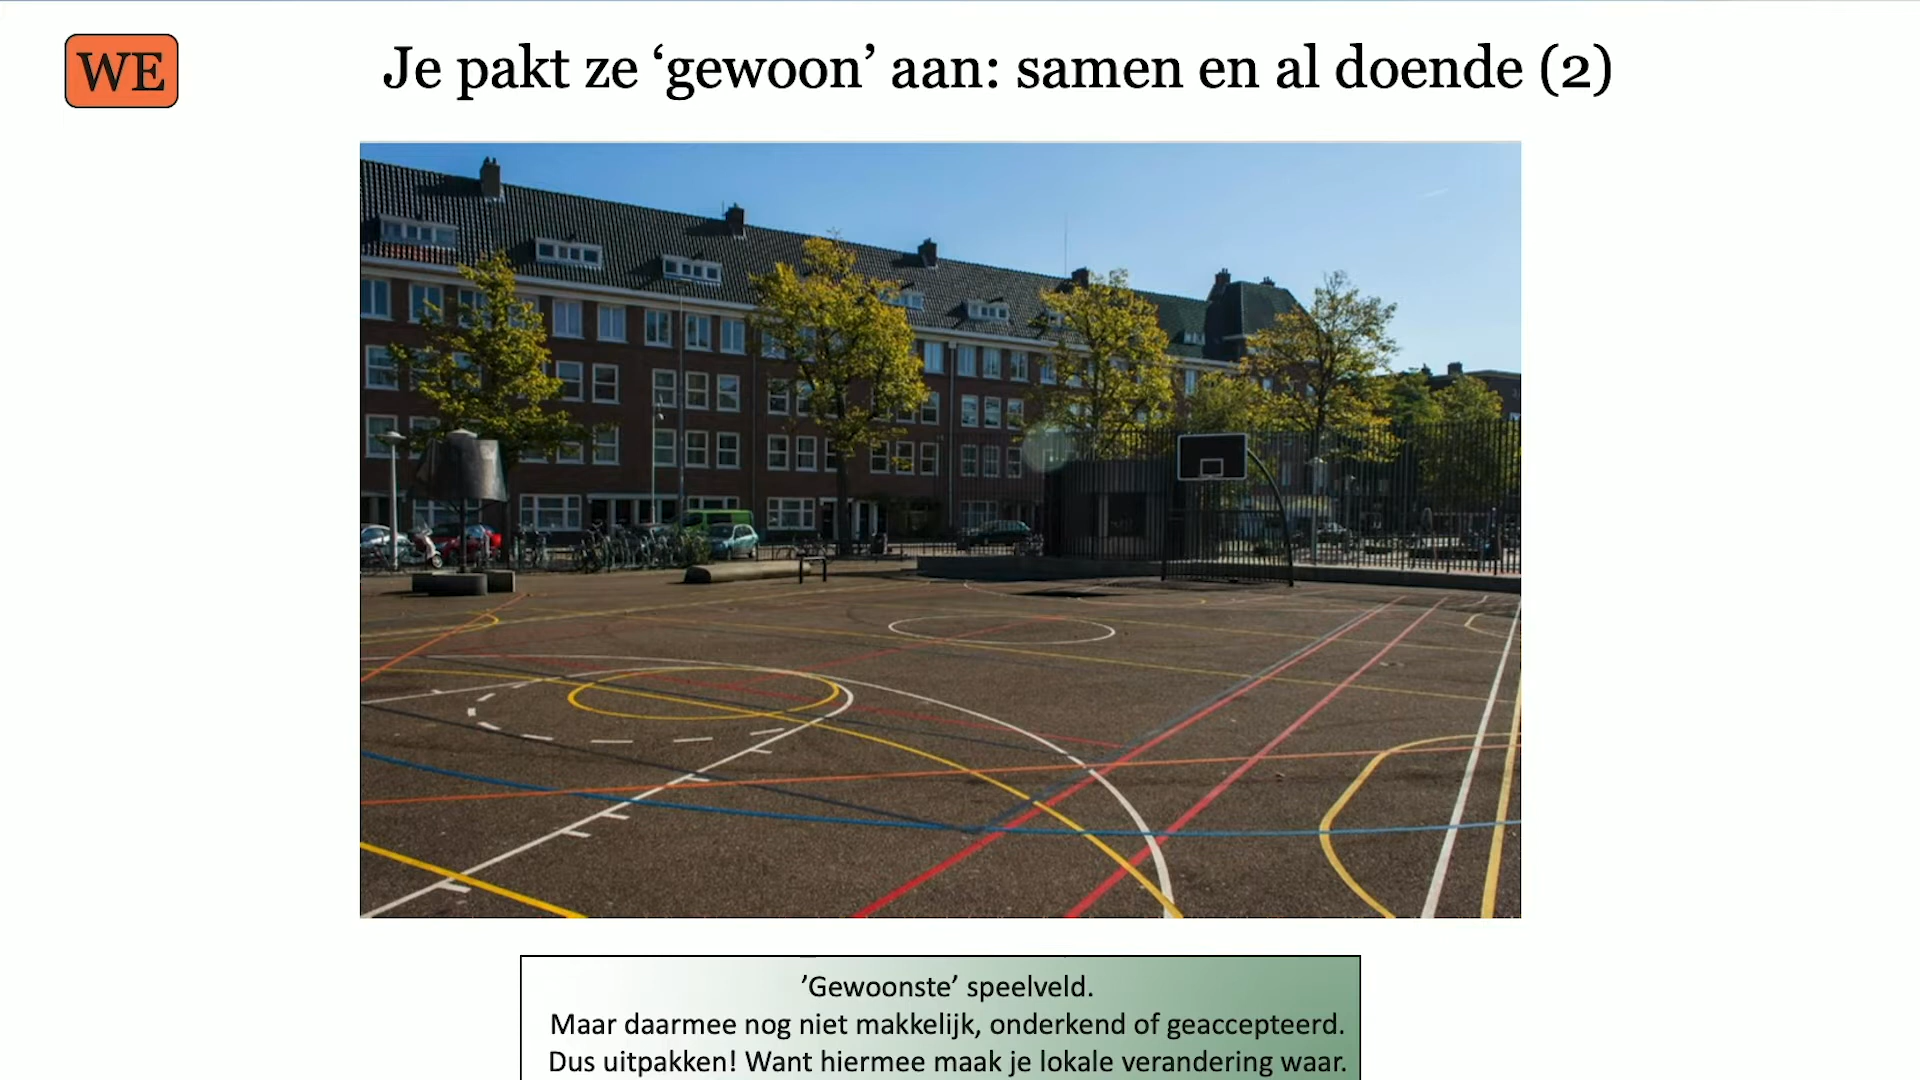 WE
Je pakt ze ‘gewoon’ aan: samen en al doende (2)
’Gewoonste’ speelveld.
Maar daarmee nog niet makkelijk, onderkend of geaccepteerd.
Dus uitpakken! Want hiermee maak je lokale verandering waar.